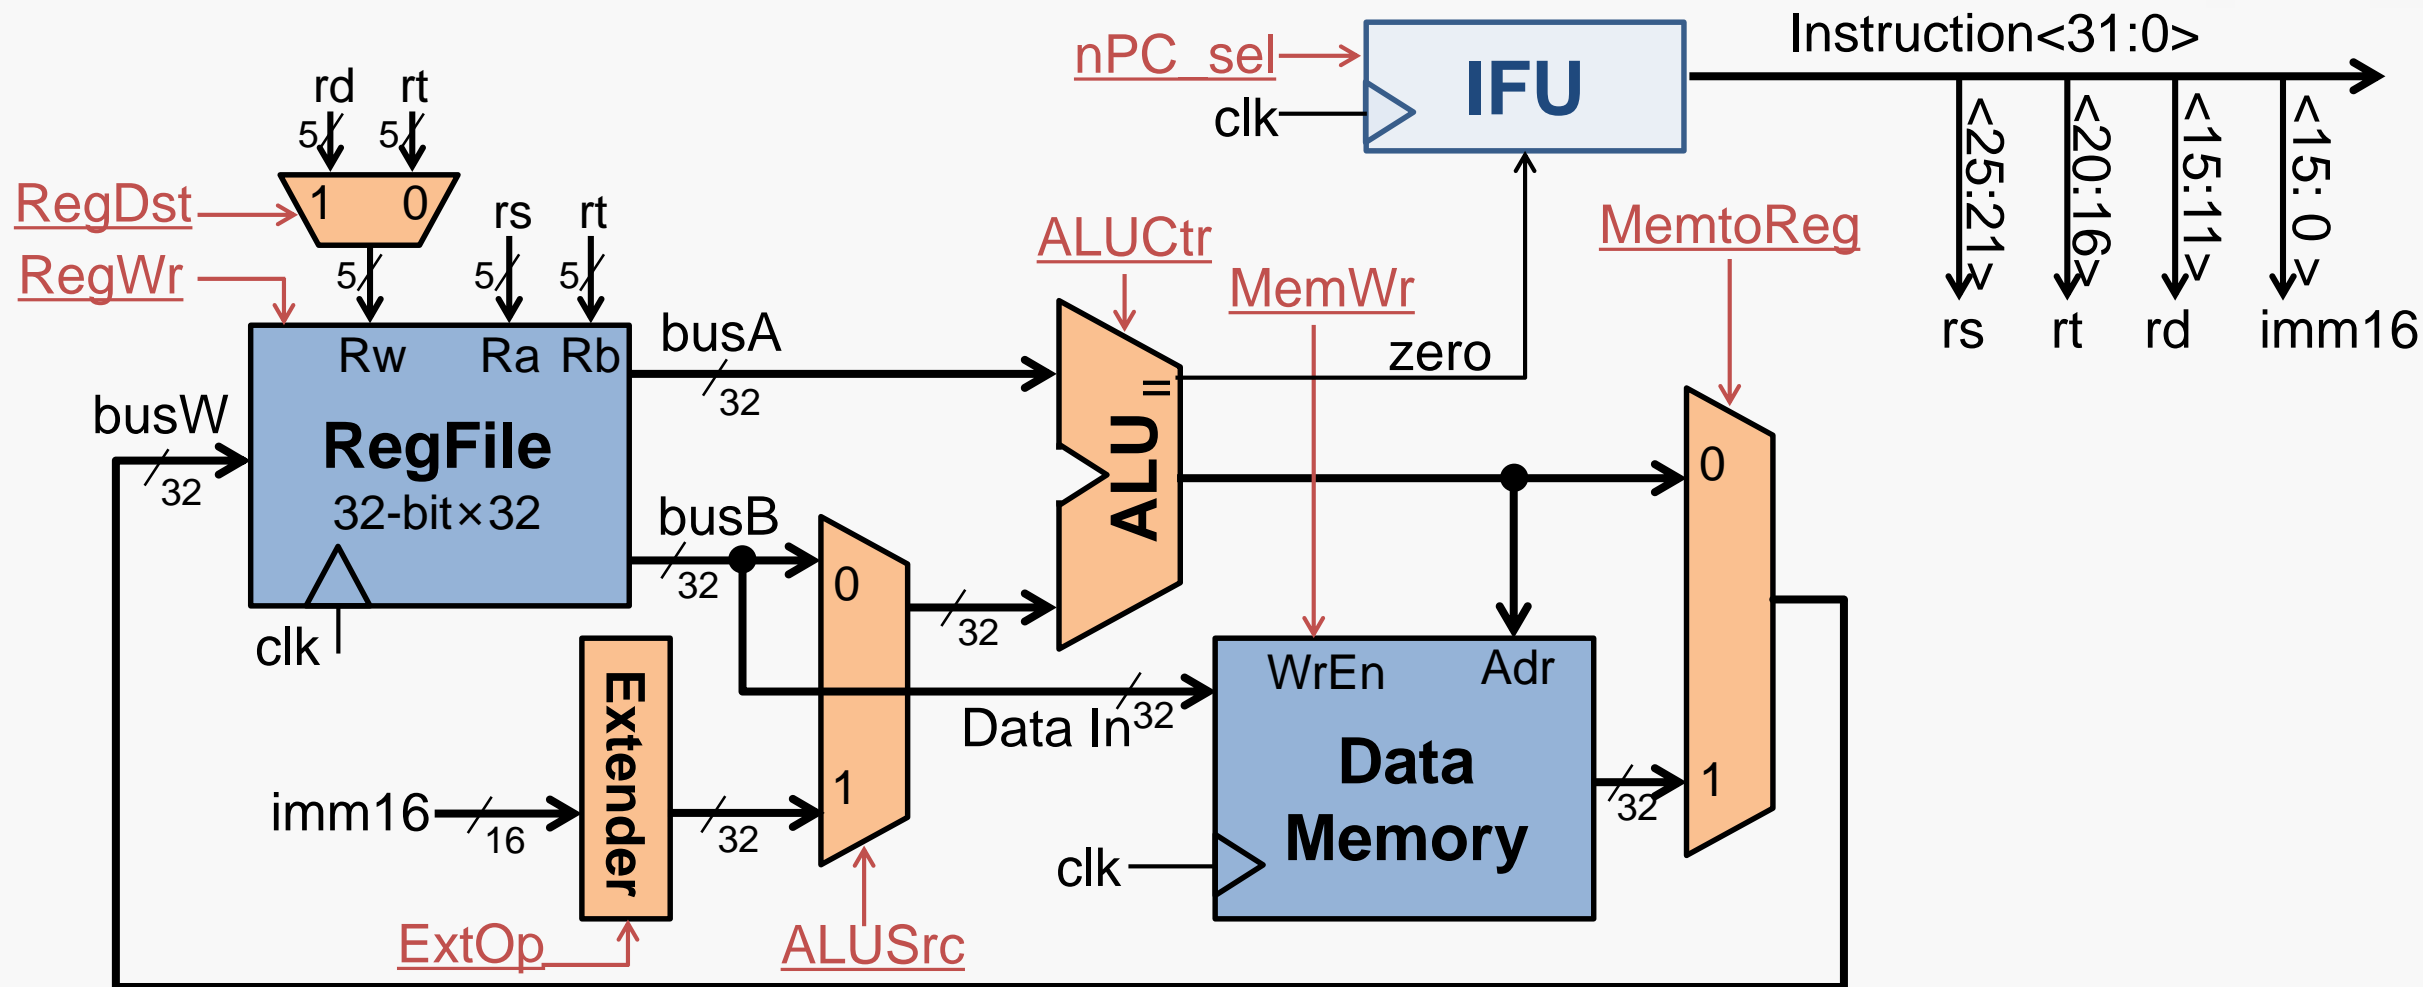 Instruction<31:0>
nPC_sel
IFU
clk
rd
rt
5
5
<25:21>
<20:16>
<15:11>
<15: 0 >
RegDst
1
0
rs
rt
ALUCtr
MemtoReg
RegWr
5
5
5
MemWr
rs
rt
rd
imm16
Rw
Ra
Rb
busA
32
zero
=
busW
32
RegFile
32-bit×32
ALU
0
busB
32
0
32
clk
Extender
WrEn
Adr
Data In
32
Data
Memory
1
32
imm16
16
32
1
clk
ExtOp
ALUSrc